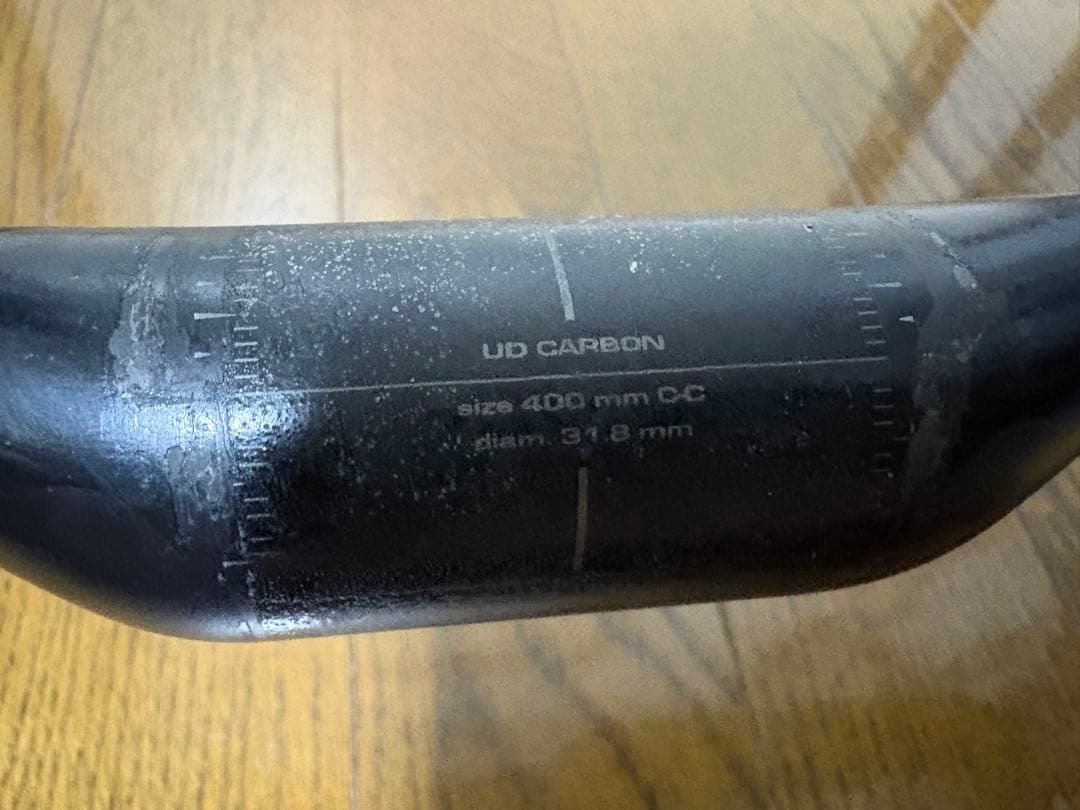 UD CARBON
size 400 mm C-C
diam. 31.8 mm